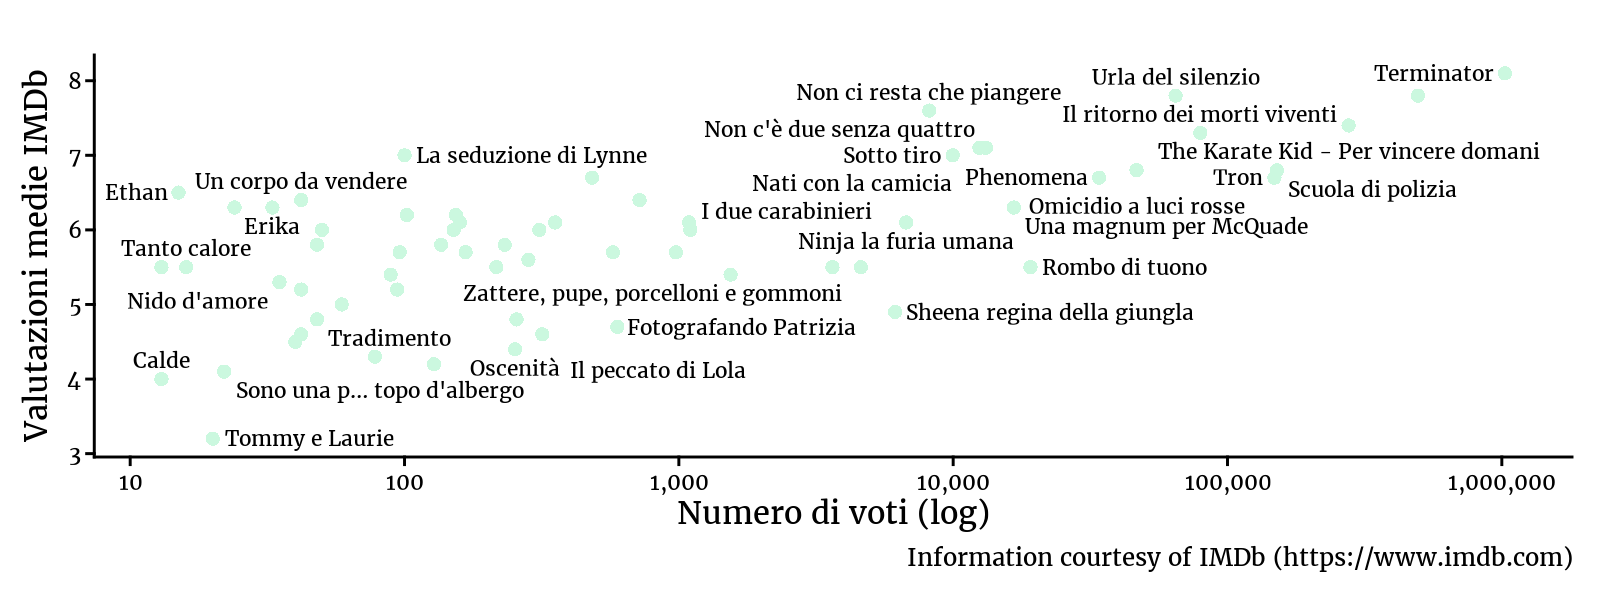 Valutazioni medie IMDb
8
7
6
5
4
3
Terminator
Urla del silenzio
Non ci resta che piangere
Il ritorno dei morti viventi
Non c'è due senza quattro
The Karate Kid - Per vincere domani
La seduzione di Lynne
Sotto tiro
Un corpo da vendere
Nati con la camicia
Phenomena
Tron
Scuola di polizia
Ethan
I due carabinieri
Omicidio a luci rosse
Erika
Una magnum per McQuade
Tanto calore
Ninja la furia umana
Rombo di tuono
Nido d'amore
Zattere, pupe, porcelloni e gommoni
Sheena regina della giungla
Tradimento
Fotografando Patrizia
Calde
Oscenità
Il peccato di Lola
Sono una p... topo d'albergo
Tommy e Laurie
10
100
1,000
10,000
100,000
1,000,000
Numero di voti (log)
Information courtesy of IMDb (https://www.imdb.com)